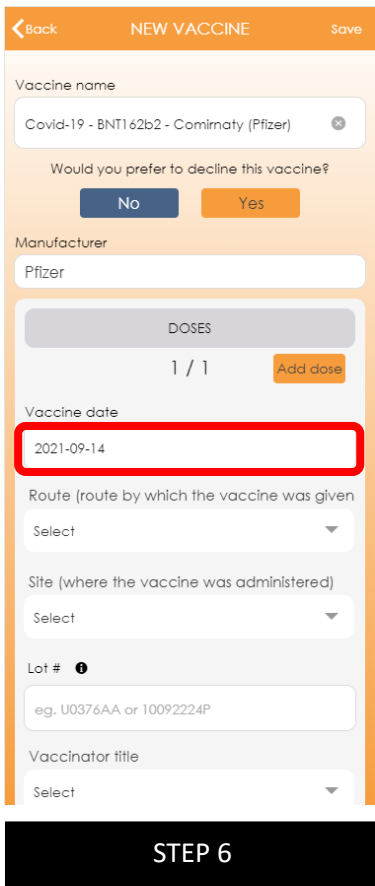 Back NEW VACCINE Save
Vaccine name
Covid-19 - BNT162b2 - Comirnaty (Pfizer)
Would you prefer to decline this vaccine?
No Yes
Manufacturer
Pfizer
DOSES
1 / 1 Add dose
Vaccine date
2021-09-14
Route (route by which the vaccine was given
Select
Site (where the vaccine was administered)
Select
Lot #
eg. U0376AA or 10092224P
Vaccinator title
Select
STEP 6